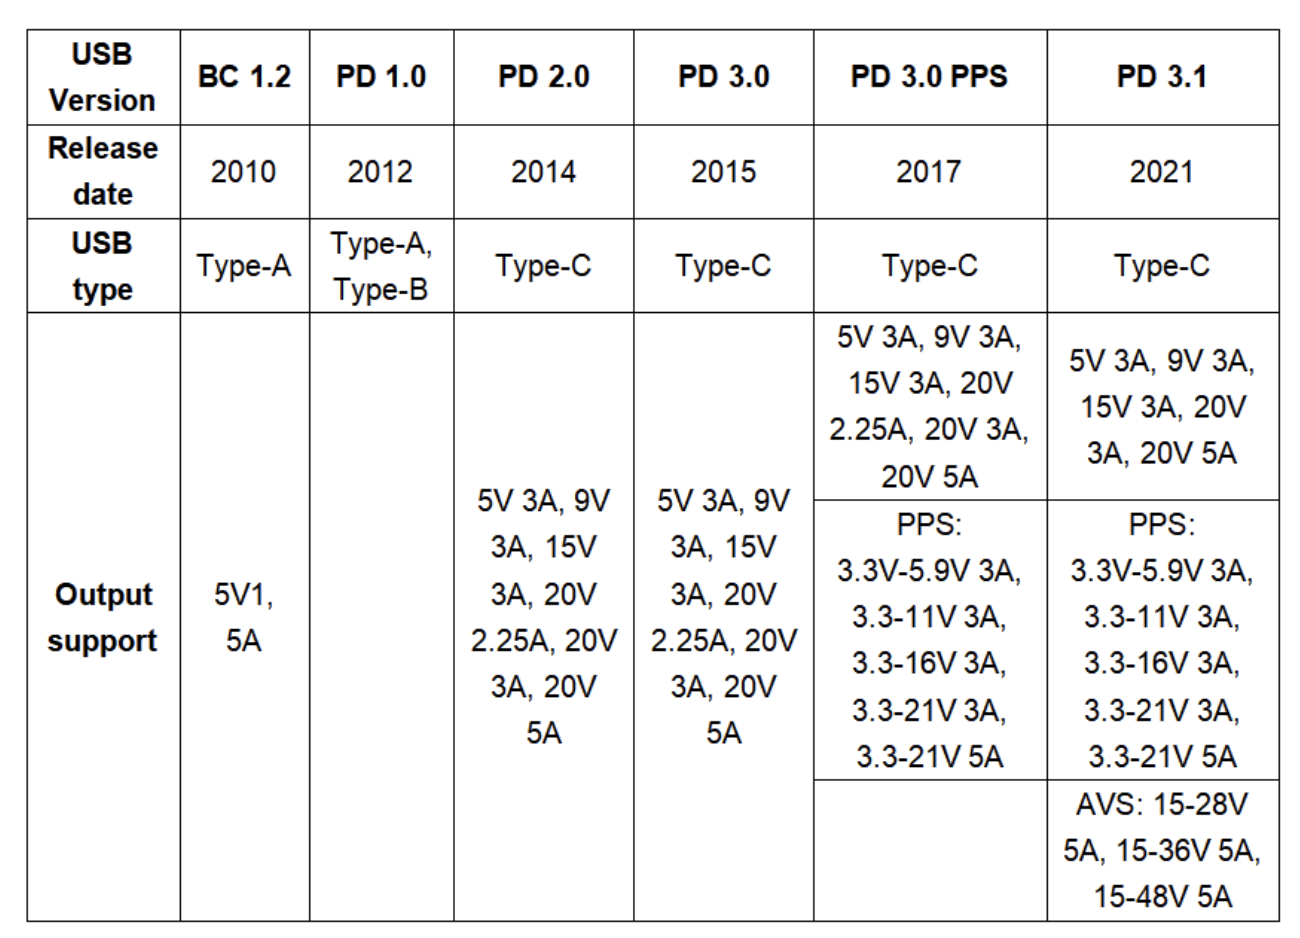 USB
Version
BC 1.2
PD 1.0
PD 2.0
PD 3.0
PD 3.0 PPS
PD 3.1
Release
date
2010
2012
2014
2015
2017
2021
USB
type
Type-A
Type-A,
Type-B
Type-C
Type-C
Type-C
Type-C
Output
support
5V1,
5A
5V 3A, 9V
3A, 15V
3A, 20V
2.25A, 20V
3A, 20V
5A
5V 3A, 9V
3A, 15V
3A, 20V
2.25A, 20V
3A, 20V
5A
5V 3A, 9V 3A,
15V 3A, 20V
2.25A, 20V 3A,
20V 5A
PPS:
3.3V-5.9V 3A,
3.3-11V 3A,
3.3-16V 3A,
3.3-21V 3A,
3.3-21V 5A
5V 3A, 9V 3A,
15V 3A, 20V
3A, 20V 5A
PPS:
3.3V-5.9V 3A,
3.3-11V 3A,
3.3-16V 3A,
3.3-21V 3A,
3.3-21V 5A
AVS: 15-28V
5A, 15-36V 5A,
15-48V 5A